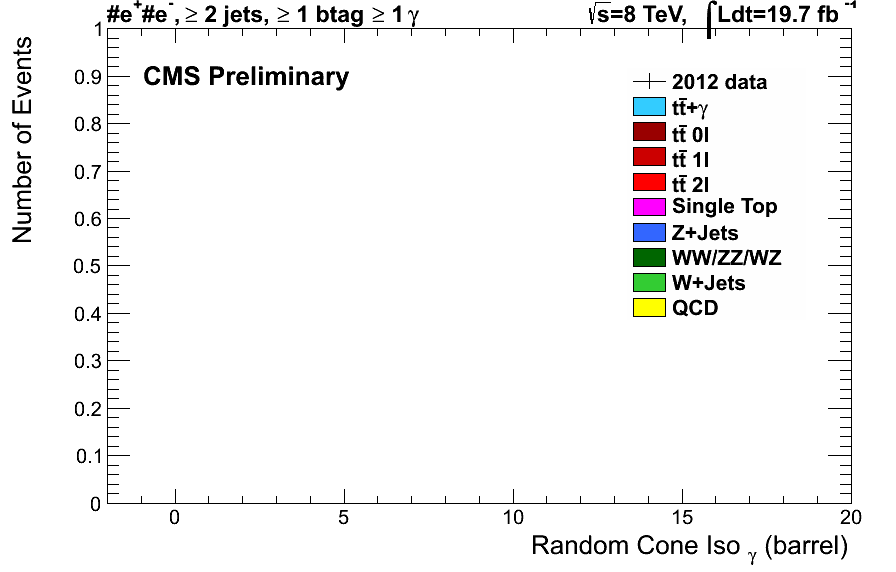 #e⁺#e⁻, ≥ 2 jets, ≥ 1 btag ≥ 1 γ
√s=8 TeV, ∫Ldt=19.7 fb⁻¹
CMS Preliminary
2012 data
tt̄+γ
tt̄ 0l
tt̄ 1l
tt̄ 2l
Single Top
Z+Jets
WW/ZZ/WZ
W+Jets
QCD
Number of Events
1
0.9
0.8
0.7
0.6
0.5
0.4
0.3
0.2
0.1
0
0 5 10 15 20
Random Cone Iso γ (barrel)